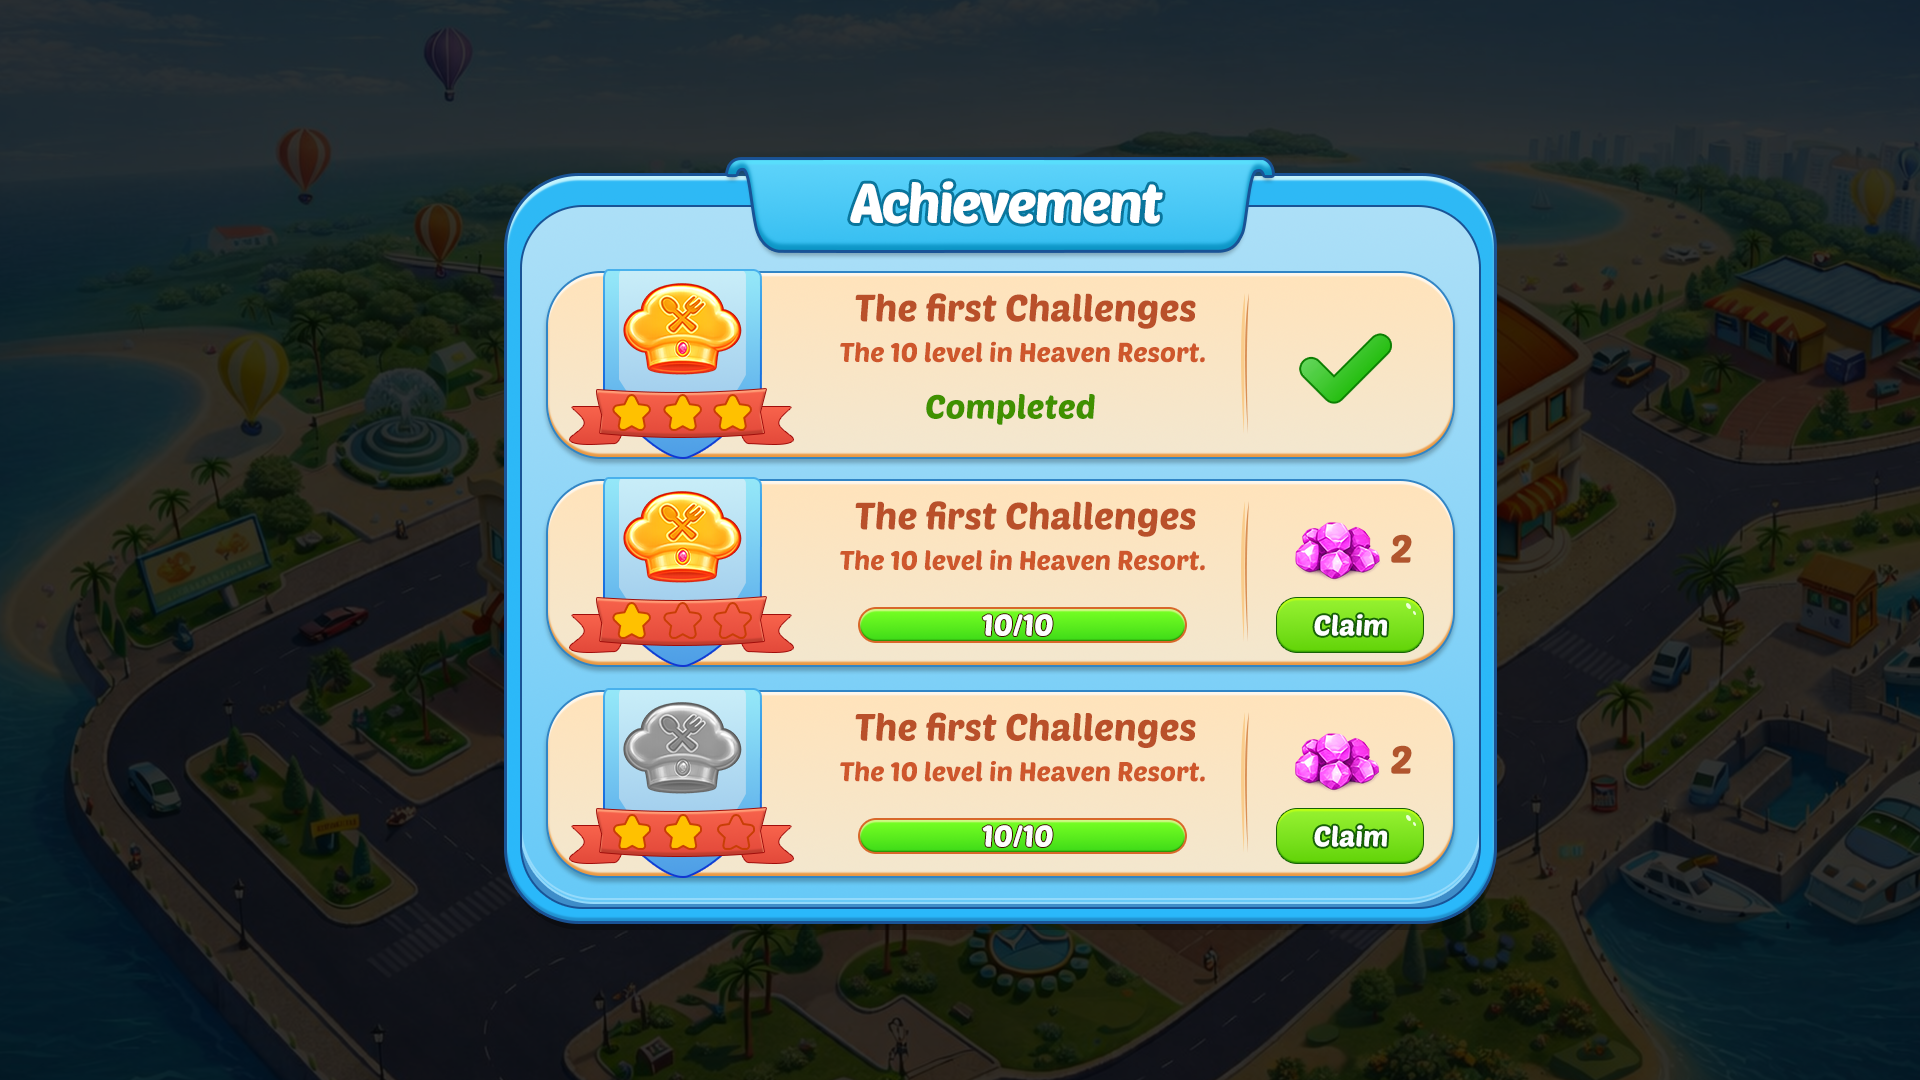 Achievement
The first Challenges
The 10 level in Heaven Resort.
Completed
The first Challenges
The 10 level in Heaven Resort.
2
10/10
Claim
The first Challenges
The 10 level in Heaven Resort.
2
10/10
Claim